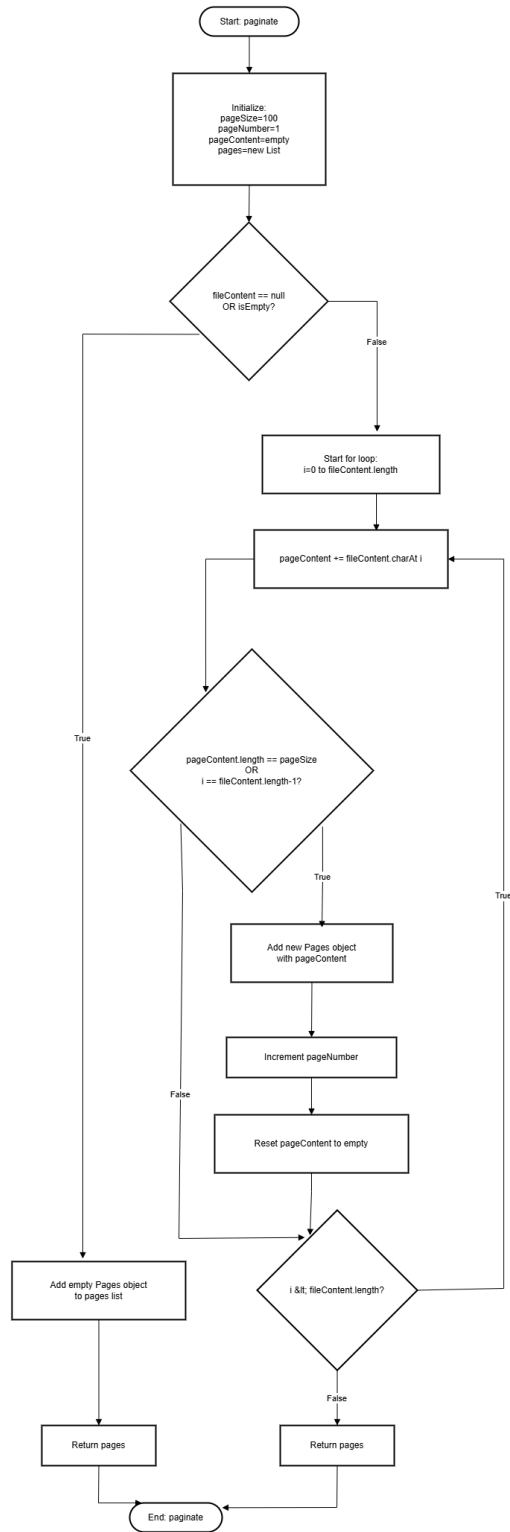 Start: paginate
Initialize:
pageSize=100
pageNumber=1
pageContent=empty
pages=new List
fileContent == null
OR isEmpty?
False
Start for loop:
i=0 to fileContent.length
pageContent += fileContent.charAt i
True
pageContent.length == pageSize
OR
i == fileContent.length-1?
True
True
Add new Pages object
with pageContent
Increment pageNumber
False
Reset pageContent to empty
Add empty Pages object
to pages list
i &lt; fileContent.length?
False
Return pages
Return pages
End: paginate